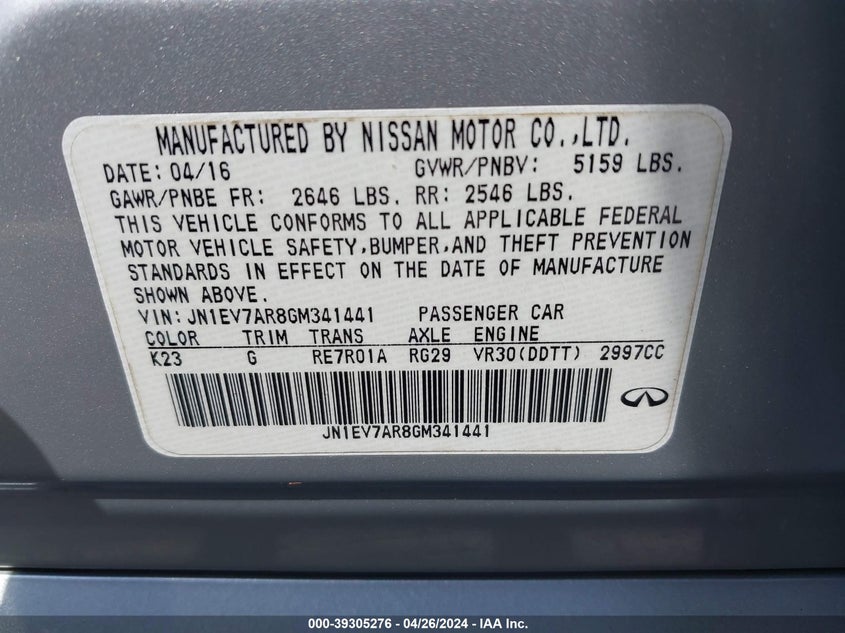 MANUFACTURED BY NISSAN MOTOR CO.,LTD.
DATE: 04/16 GVWR/PNBV: 5159 LBS.
GAWR/PNBE FR: 2646 LBS. RR: 2546 LBS.
THIS VEHICLE CONFORMS TO ALL APPLICABLE FEDERAL
MOTOR VEHICLE SAFETY,BUMPER,AND THEFT PREVENTION
STANDARDS IN EFFECT ON THE DATE OF MANUFACTURE
SHOWN ABOVE.
VIN: JN1EV7AR8GM341441 PASSENGER CAR
COLOR TRIM TRANS AXLE ENGINE
K23 G RE7R01A RG29 VR30(DDTT) 2997CC
JN1EV7AR8GM341441
000-39305276 - 04/26/2024 - IAA Inc.